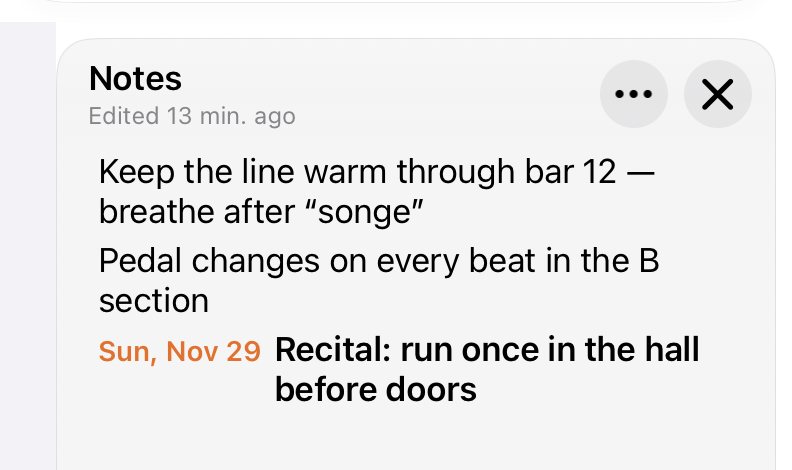 Notes
Edited 13 min. ago
Keep the line warm through bar 12 —
breathe after “songe”
Pedal changes on every beat in the B
section
Sun, Nov 29 Recital: run once in the hall
before doors